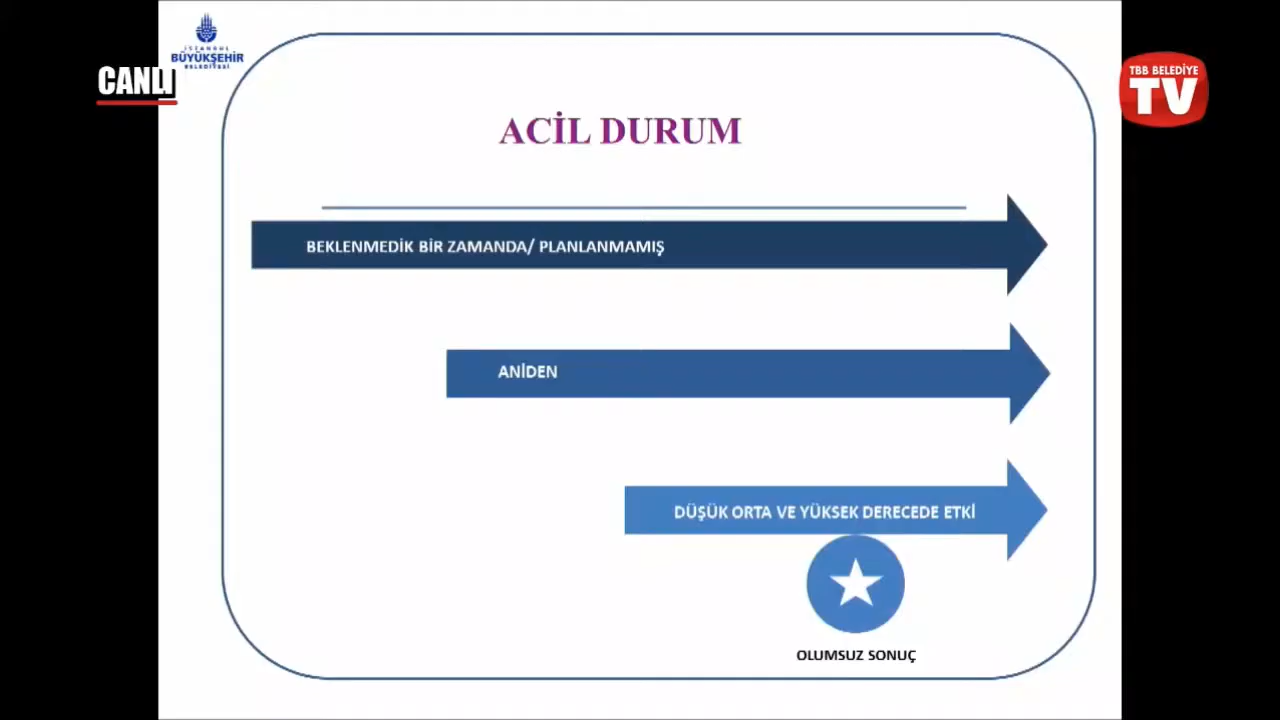 İSTANBUL
BÜYÜKŞEHİR
BELEDİYESİ
CANLI
TBB BELEDİYE
TV
ACİL DURUM
BEKLENMEDİK BİR ZAMANDA/ PLANLANMAMIŞ
ANİDEN
DÜŞÜK ORTA VE YÜKSEK DERECEDE ETKİ
OLUMSUZ SONUÇ